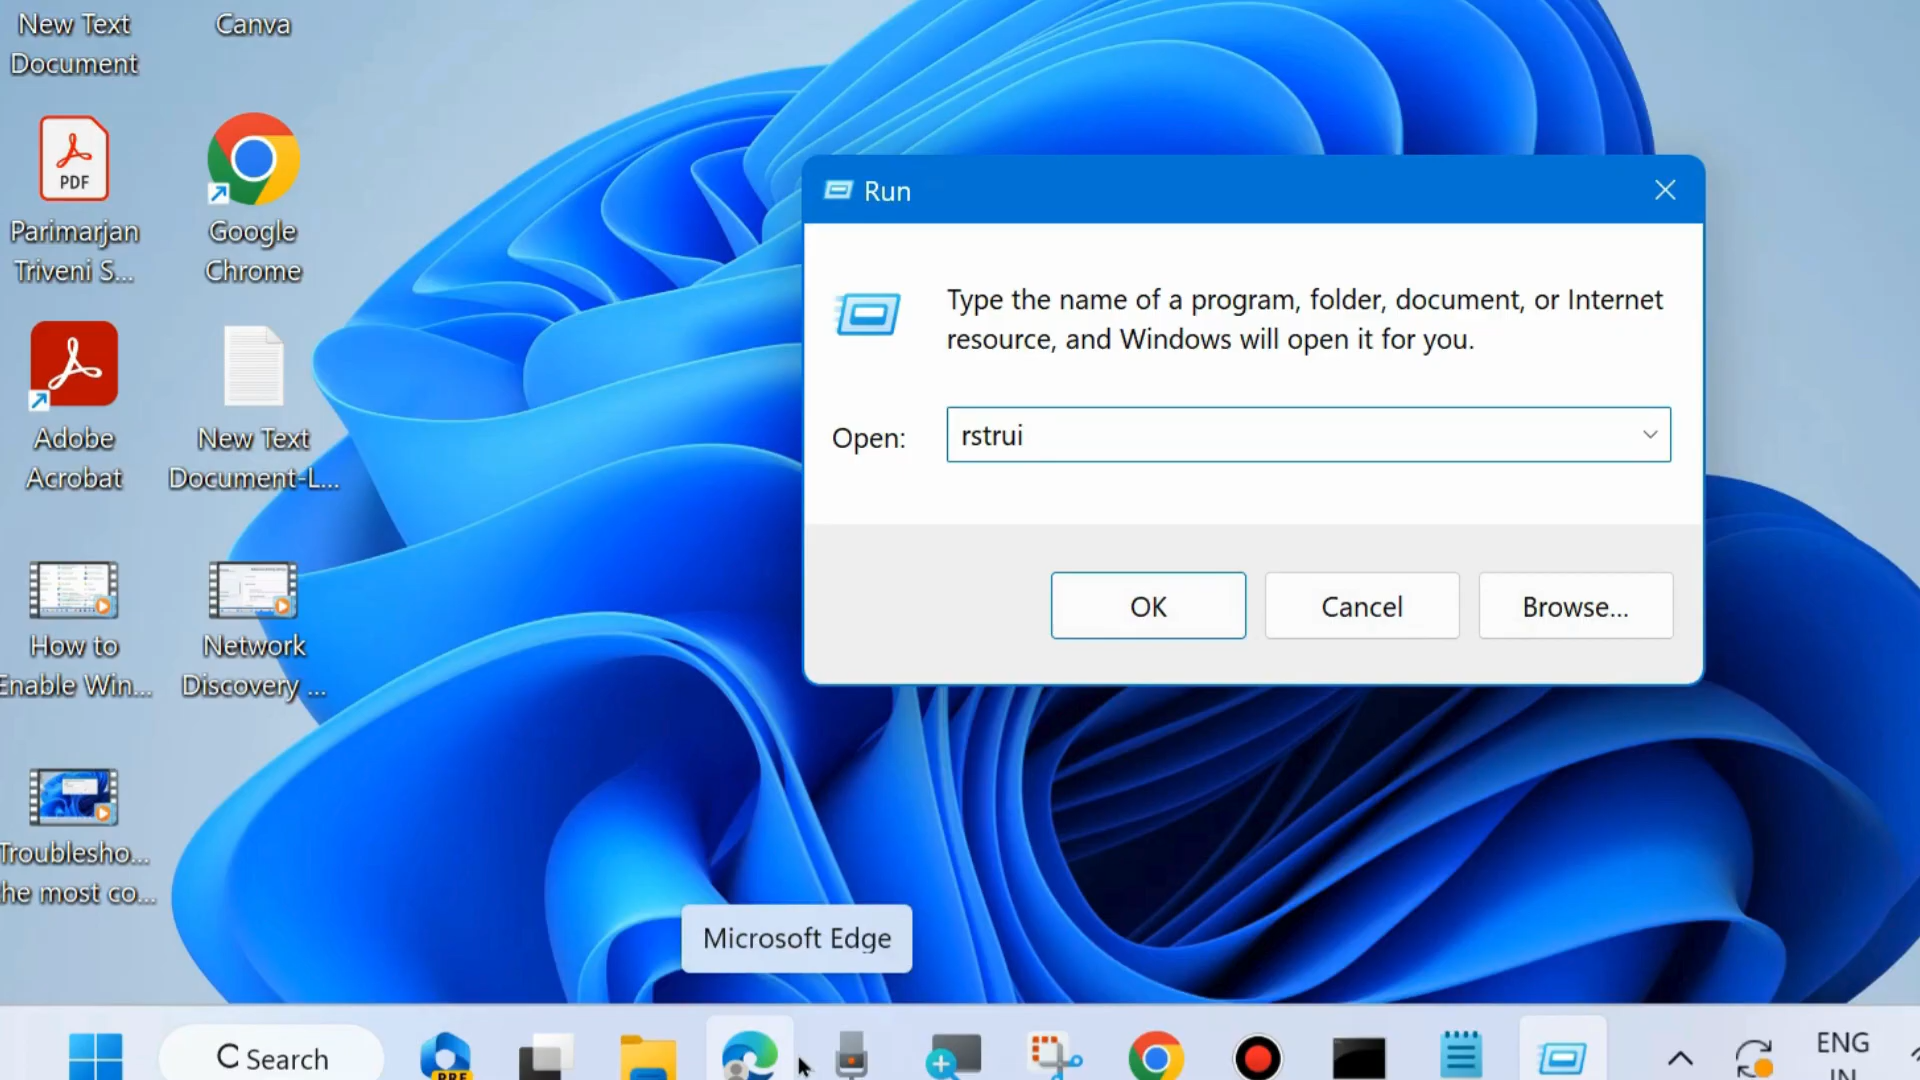 New Text
Document
Canva
PDF
Parimarjan
Triveni S...
Google
Chrome
Adobe
Acrobat
New Text
Document-L...
How to
Enable Win...
Network
Discovery ...
Troublesho...
he most co...
Run
Type the name of a program, folder, document, or Internet
resource, and Windows will open it for you.
Open:
rstrui
OK
Cancel
Browse...
Microsoft Edge
Search
PRE
ENG
IN